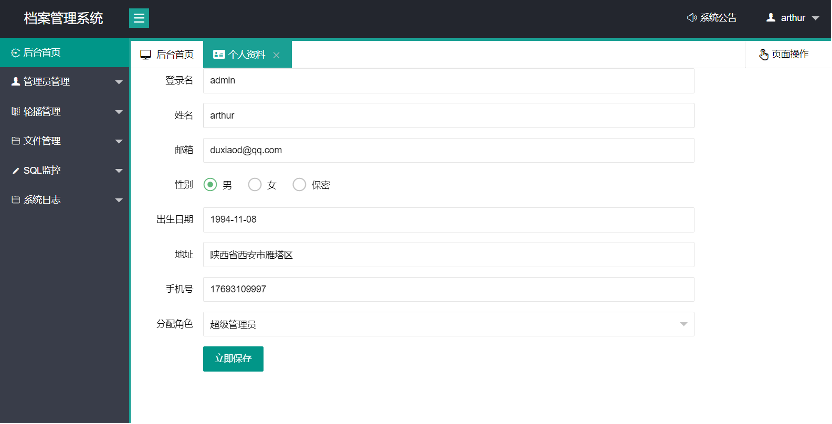 档案管理系统
系统公告
arthur
后台首页
管理员管理
轮播管理
文件管理
SQL监控
系统日志
后台首页
个人资料
页面操作
登录名
admin
姓名
arthur
邮箱
duxiaod@qq.com
性别
男
女
保密
出生日期
1994-11-08
地址
陕西省西安市雁塔区
手机号
17693109997
分配角色
超级管理员
立即保存